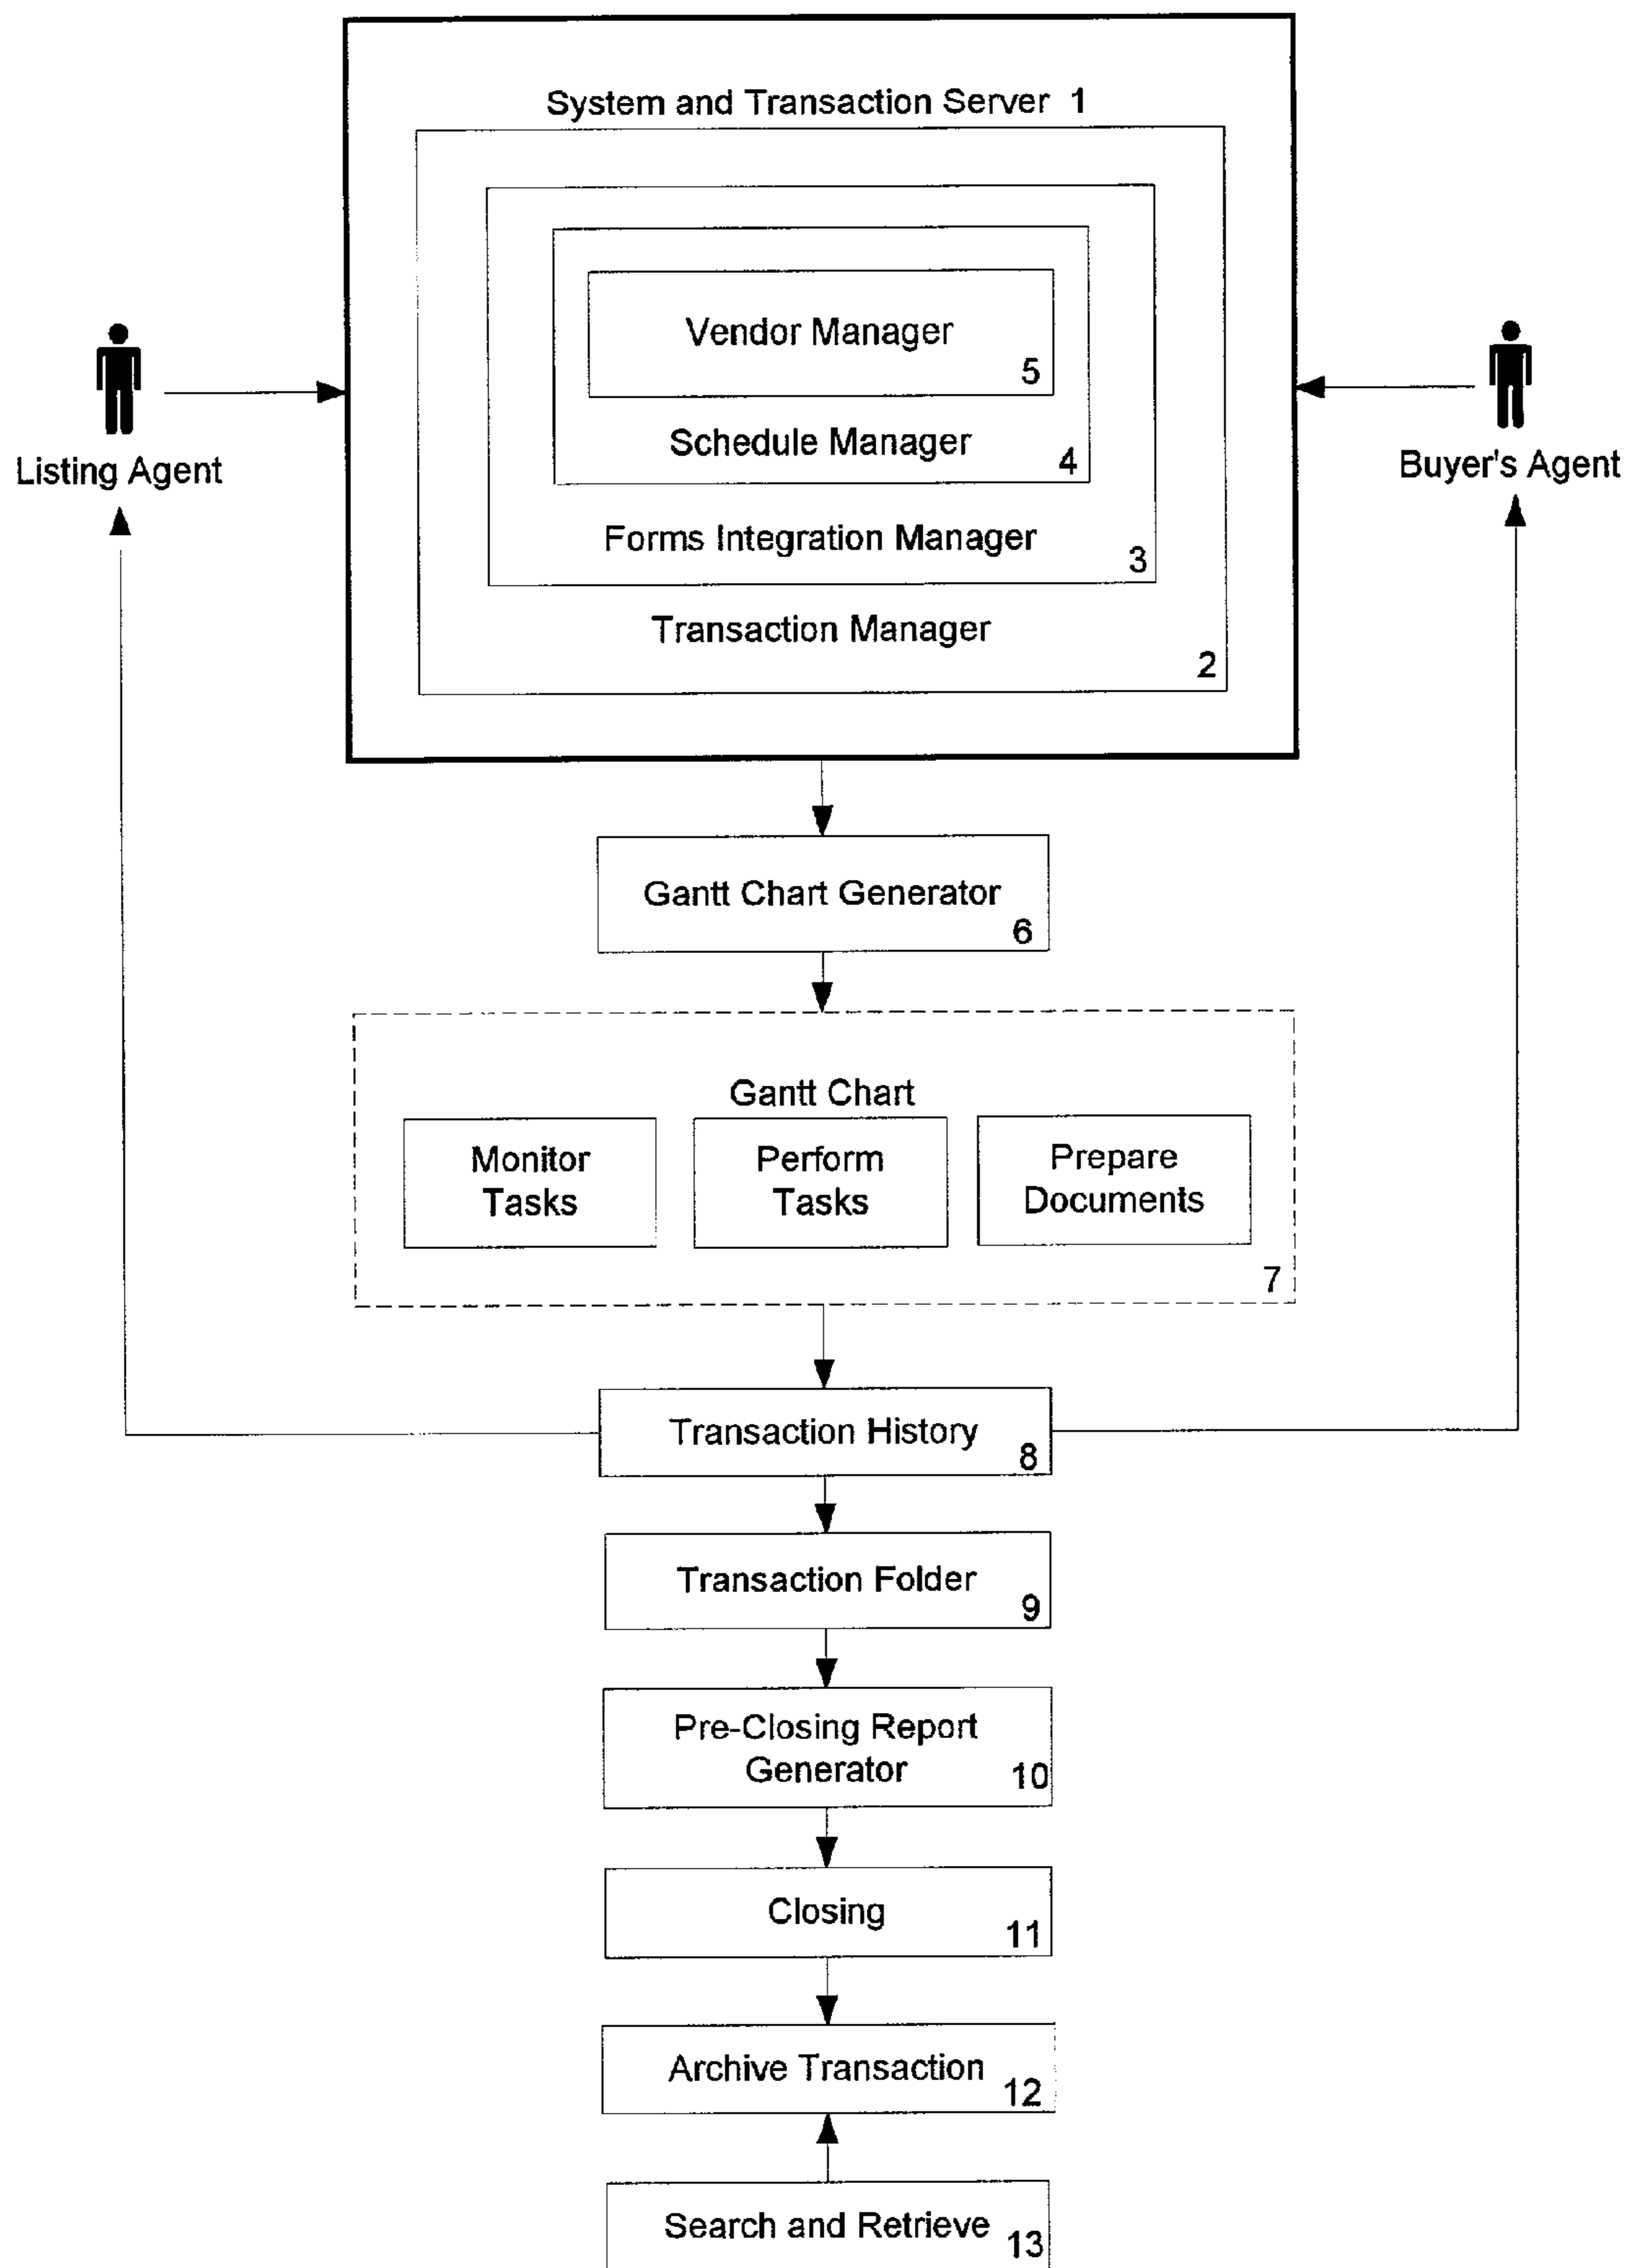 System and Transaction Server 1
Vendor Manager
5
Schedule Manager
4
Forms Integration Manager
3
Transaction Manager
2
Listing Agent
Buyer's Agent
Gantt Chart Generator
6
Gantt Chart
Monitor
Tasks
Perform
Tasks
Prepare
Documents
7
Transaction History
8
Transaction Folder
9
Pre-Closing Report
Generator
10
Closing
11
Archive Transaction
12
Search and Retrieve
13